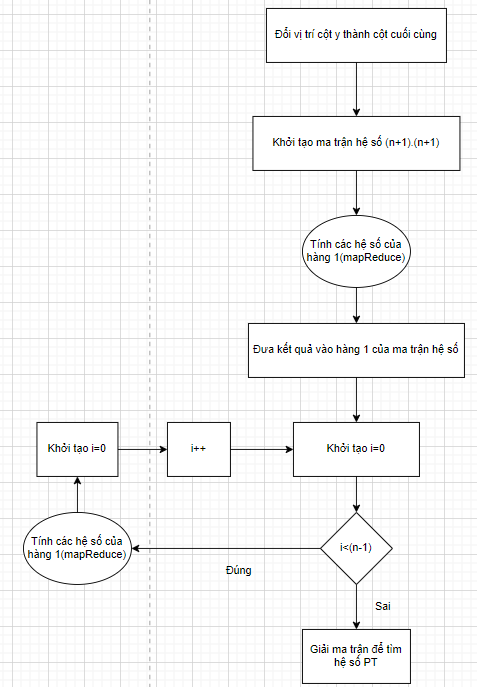 Đổi vị trí cột y thành cột cuối cùng
Khởi tạo ma trận hệ số (n+1).(n+1)
Tính các hệ số của
hàng 1(mapReduce)
Đưa kết quả vào hàng 1 của ma trận hệ số
Khởi tạo i=0
i++
Khởi tạo i=0
Tính các hệ số của
hàng 1(mapReduce)
i<(n-1)
Đúng
Sai
Giải ma trận để tìm
hệ số PT